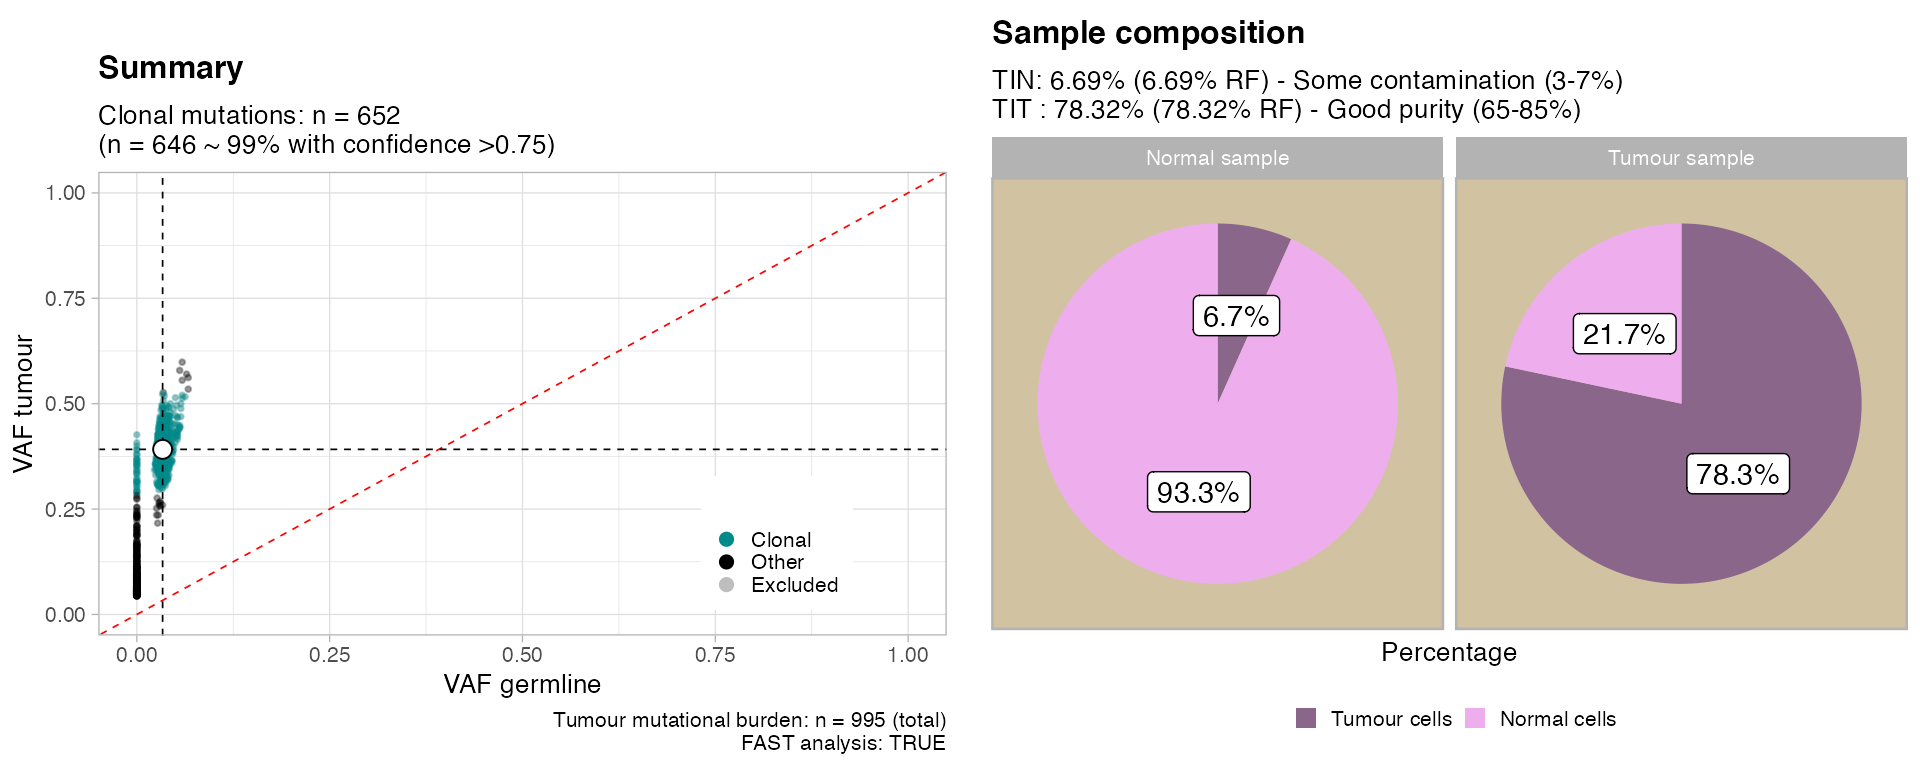 Summary
Clonal mutations: n = 652
(n = 646 ~ 99% with confidence >0.75)
1.00
0.75
0.50
0.25
0.00
VAF tumour
0.00 0.25 0.50 0.75 1.00
VAF germline
Clonal
Other
Excluded
Tumour mutational burden: n = 995 (total)
FAST analysis: TRUE
Sample composition
TIN: 6.69% (6.69% RF) - Some contamination (3-7%)
TIT : 78.32% (78.32% RF) - Good purity (65-85%)
Normal sample
6.7%
93.3%
Tumour sample
21.7%
78.3%
Percentage
Tumour cells Normal cells